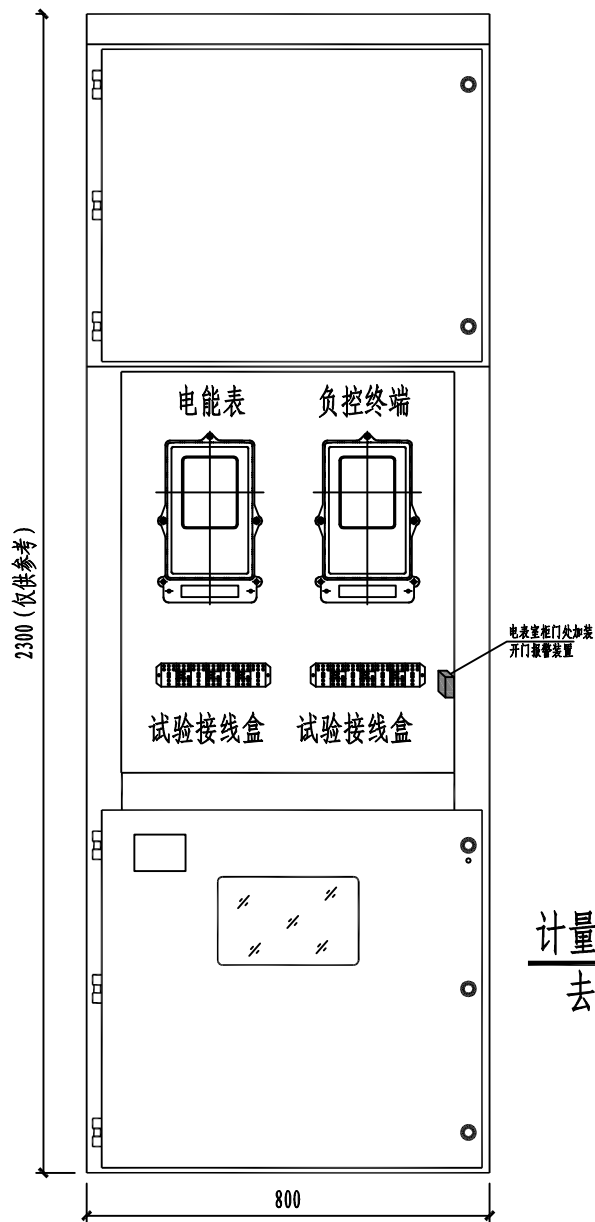 电能表 负控终端
2300(仅供参考)
电表室柜门处加装
开门报警装置
试验接线盒 试验接线盒
计量
去
800